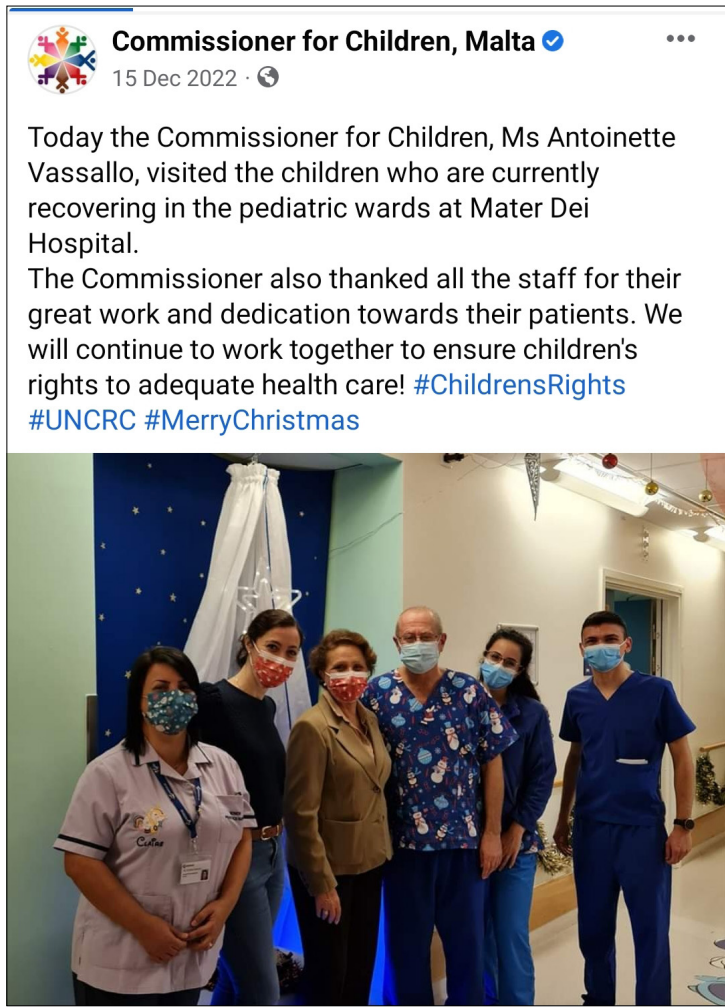 Commissioner for Children, Malta
15 Dec 2022 ·
Today the Commissioner for Children, Ms Antoinette
Vassallo, visited the children who are currently
recovering in the pediatric wards at Mater Dei
Hospital.
The Commissioner also thanked all the staff for their
great work and dedication towards their patients. We
will continue to work together to ensure children's
rights to adequate health care! #ChildrensRights
#UNCRC #MerryChristmas